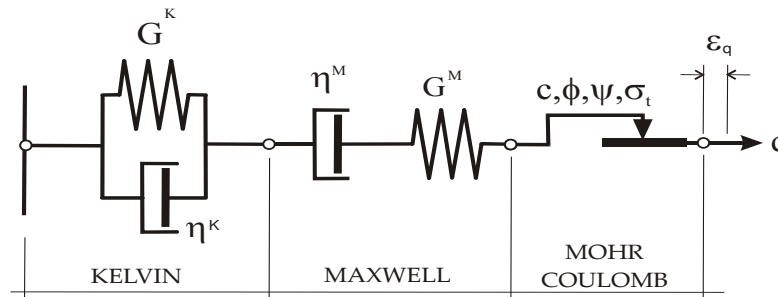 G^K
η^M
G^M
c,φ,ψ,σ_t
ε_q
η^K
KELVIN
MAXWELL
MOHR
COULOMB